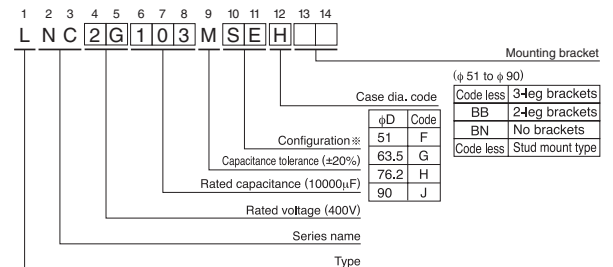 1 2 3 4 5 6 7 8 9 10 11 12 13 14
L N C 2 G 1 0 3 M S E H
Mounting bracket
(φ 51 to φ 90)
Code less 3-leg brackets
BB 2-leg brackets
BN No brackets
Code less Stud mount type
Case dia. code
φD Code
51 F
63.5 G
76.2 H
90 J
Configuration※
Capacitance tolerance (±20%)
Rated capacitance (10000μF)
Rated voltage (400V)
Series name
Type